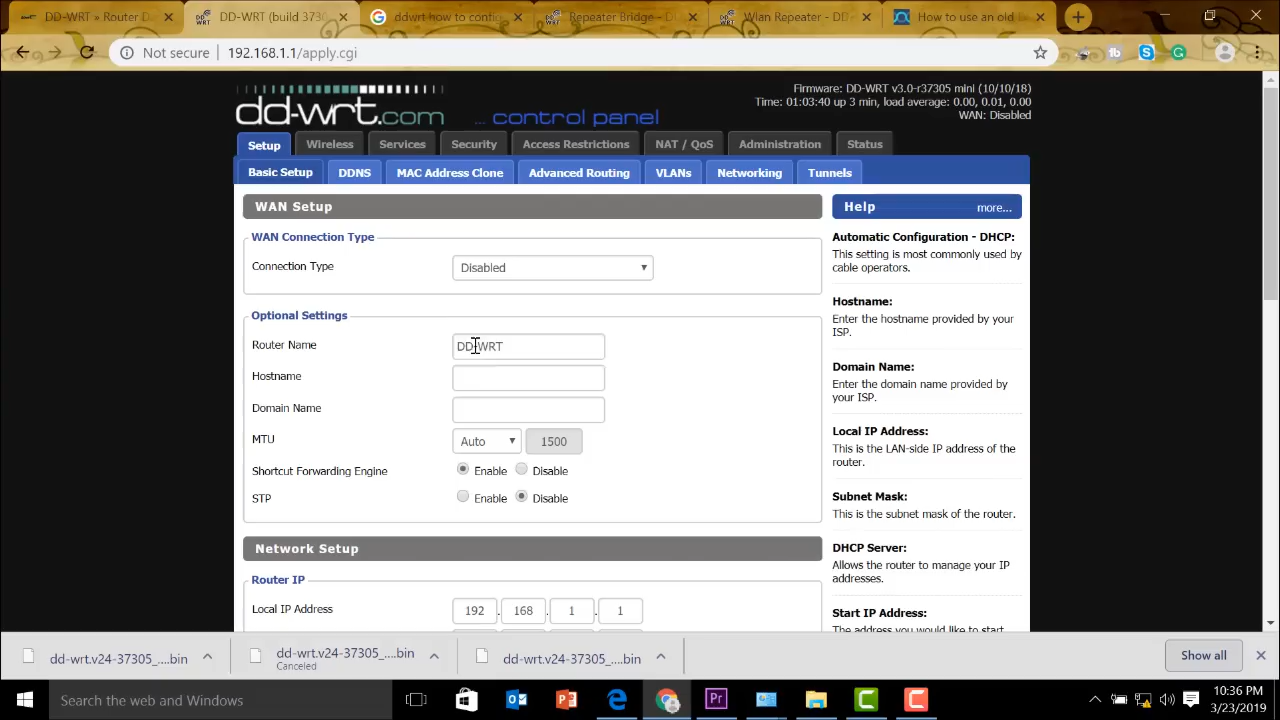 DD-WRT » Router D
DD-WRT (build 3730
ddwrt how to config
Repeater Bridge - DD
Wlan Repeater - DD
How to use an old
Not secure
192.168.1.1/apply.cgi
dd-wrt.com ... control panel
Firmware: DD-WRT v3.0-r37305 mini (10/10/18)
Time: 01:03:40 up 3 min, load average: 0.00, 0.01, 0.00
WAN: Disabled
Setup Wireless Services Security Access Restrictions NAT / QoS Administration Status
Basic Setup DDNS MAC Address Clone Advanced Routing VLANs Networking Tunnels
WAN Setup
WAN Connection Type
Connection Type Disabled
Optional Settings
Router Name DD-WRT
Hostname
Domain Name
MTU Auto 1500
Shortcut Forwarding Engine Enable Disable
STP Enable Disable
Network Setup
Router IP
Local IP Address 192 . 168 . 1 . 1
Help more...
Automatic Configuration - DHCP:
This setting is most commonly used by
cable operators.
Hostname:
Enter the hostname provided by your
ISP.
Domain Name:
Enter the domain name provided by
your ISP.
Local IP Address:
This is the LAN-side IP address of the
router.
Subnet Mask:
This is the subnet mask of the router.
DHCP Server:
Allows the router to manage your IP
addresses.
Start IP Address:
The address you would like to start
dd-wrt.v24-37305_....bin
dd-wrt.v24-37305_....bin
Canceled
dd-wrt.v24-37305_....bin
Show all
Search the web and Windows
10:36 PM
3/23/2019